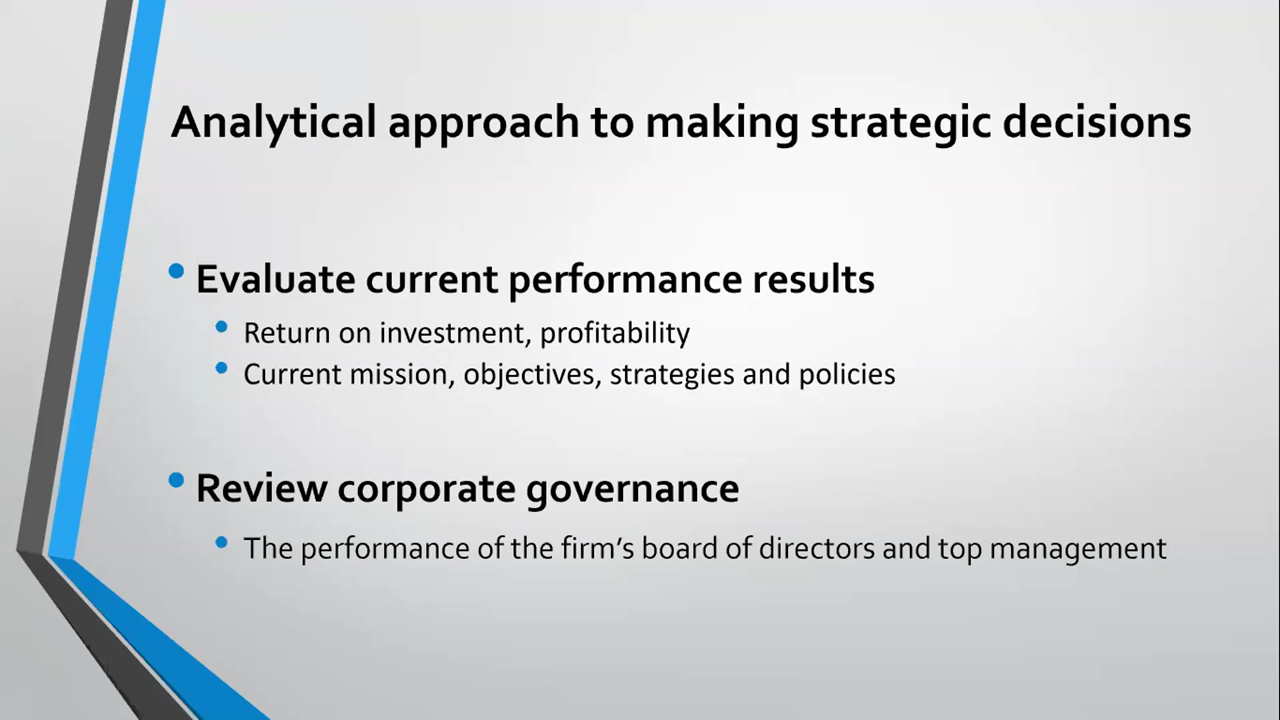 Analytical approach to making strategic decisions
Evaluate current performance results
Return on investment, profitability
Current mission, objectives, strategies and policies
Review corporate governance
The performance of the firm’s board of directors and top management